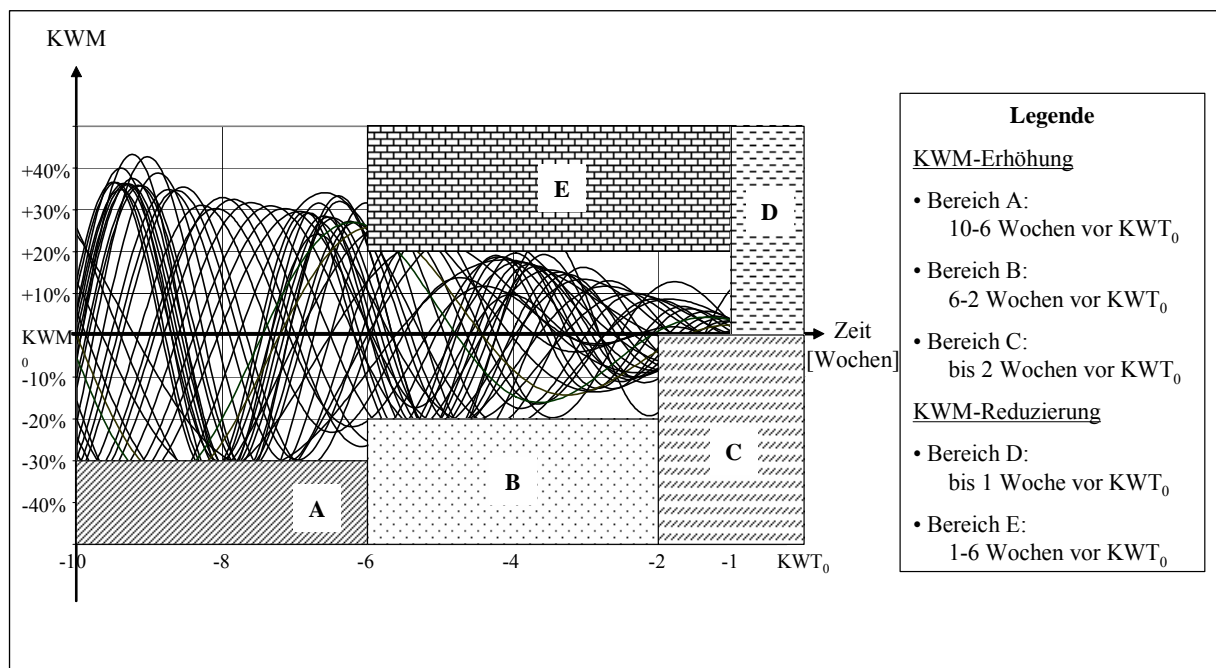 KWM
+40%
+30%
+20%
+10%
KWM
0
-10%
-20%
-30%
-40%
-10
-8
-6
-4
-2
-1
KWT0
Zeit
[Wochen]
A
B
C
D
E
Legende
KWM-Erhöhung
• Bereich A:
10-6 Wochen vor KWT0
• Bereich B:
6-2 Wochen vor KWT0
• Bereich C:
bis 2 Wochen vor KWT0
KWM-Reduzierung
• Bereich D:
bis 1 Woche vor KWT0
• Bereich E:
1-6 Wochen vor KWT0